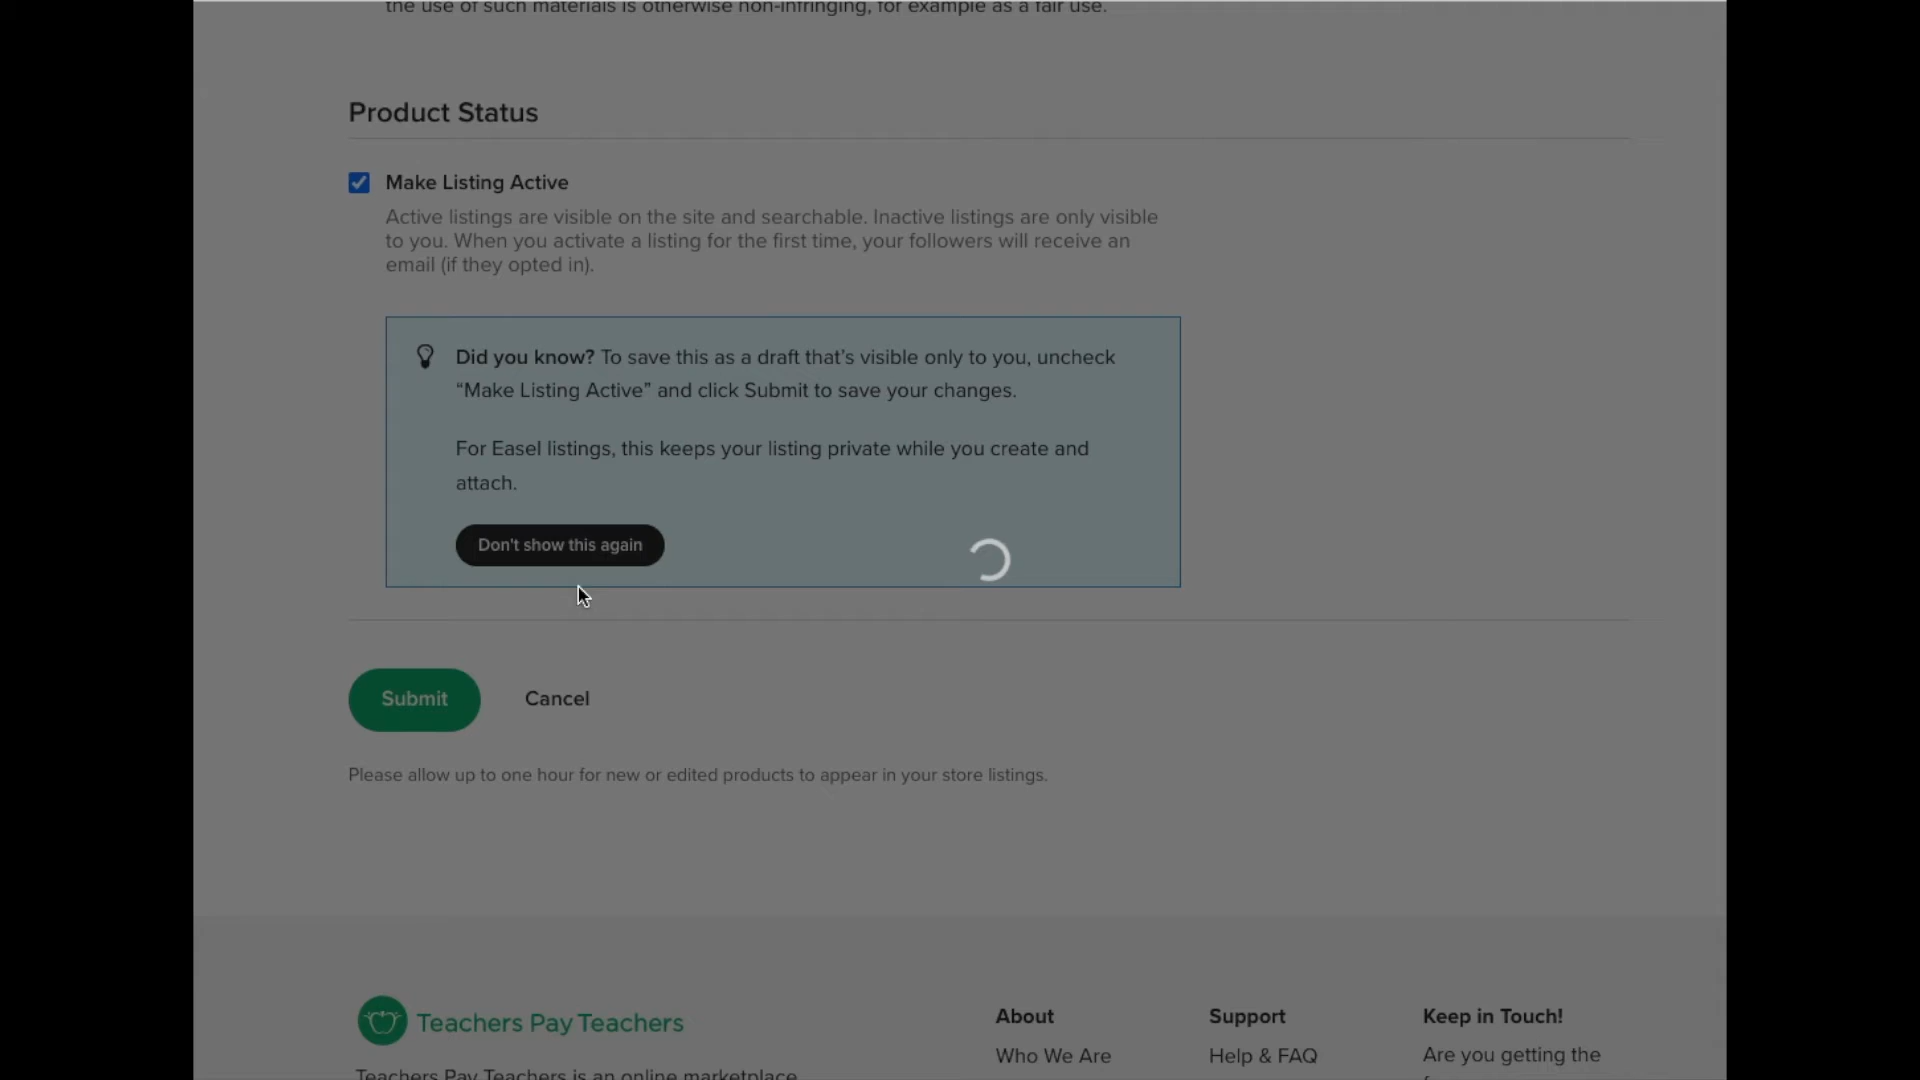 the use of such materials is otherwise non-infringing, for example as a fair use.
Product Status
Make Listing Active
Active listings are visible on the site and searchable. Inactive listings are only visible
to you. When you activate a listing for the first time, your followers will receive an
email (if they opted in).
Did you know? To save this as a draft that's visible only to you, uncheck
“Make Listing Active” and click Submit to save your changes.
For Easel listings, this keeps your listing private while you create and
attach.
Don't show this again
Submit
Cancel
Please allow up to one hour for new or edited products to appear in your store listings.
Teachers Pay Teachers
Teachers Pay Teachers is an online marketplace
About
Who We Are
Support
Help & FAQ
Keep in Touch!
Are you getting the